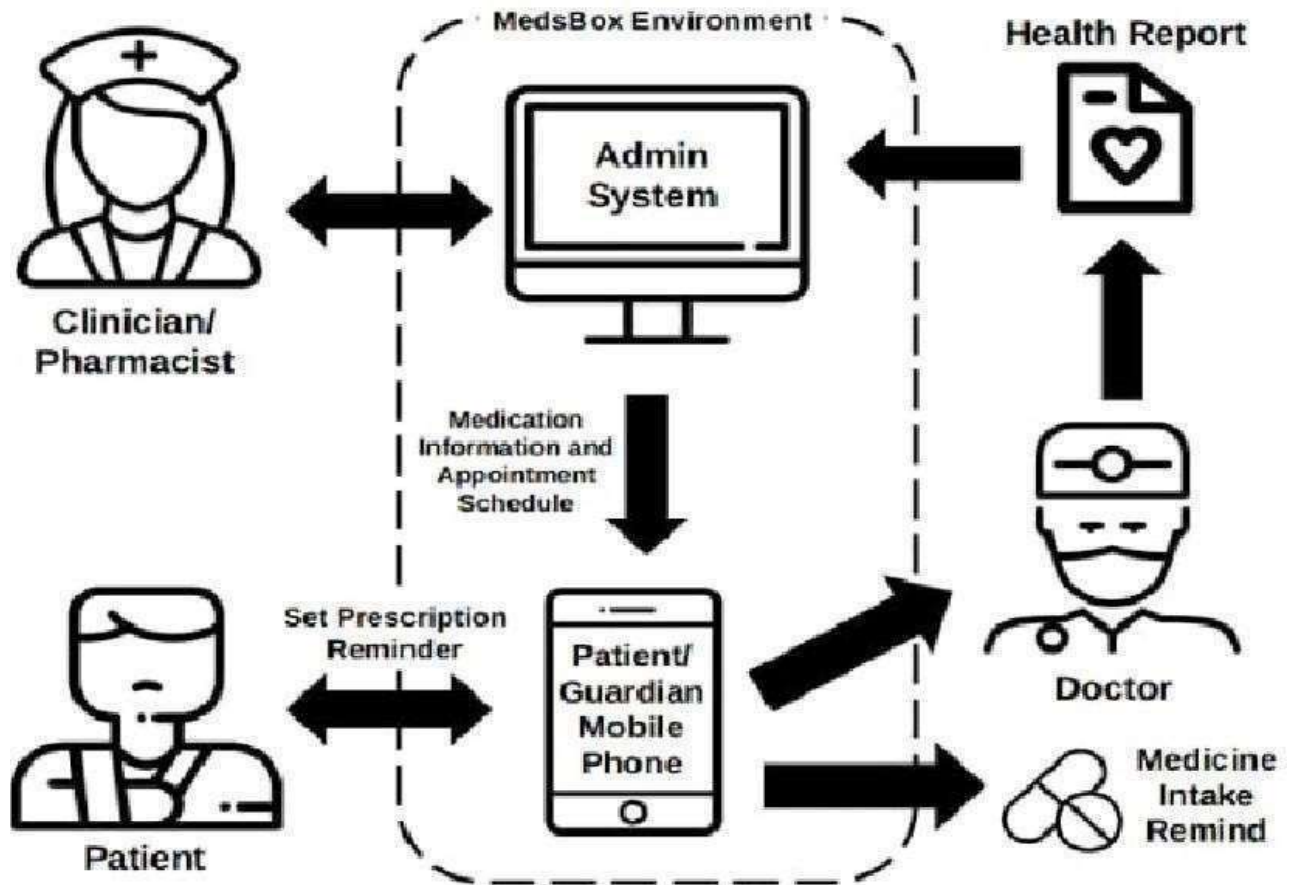 MedsBox Environment
Health Report
Admin
System
Clinician/
Pharmacist
Medication
Information and
Appointment
Schedule
Set Prescription
Reminder
Patient/
Guardian
Mobile
Phone
Doctor
Medicine
Intake
Remind
Patient